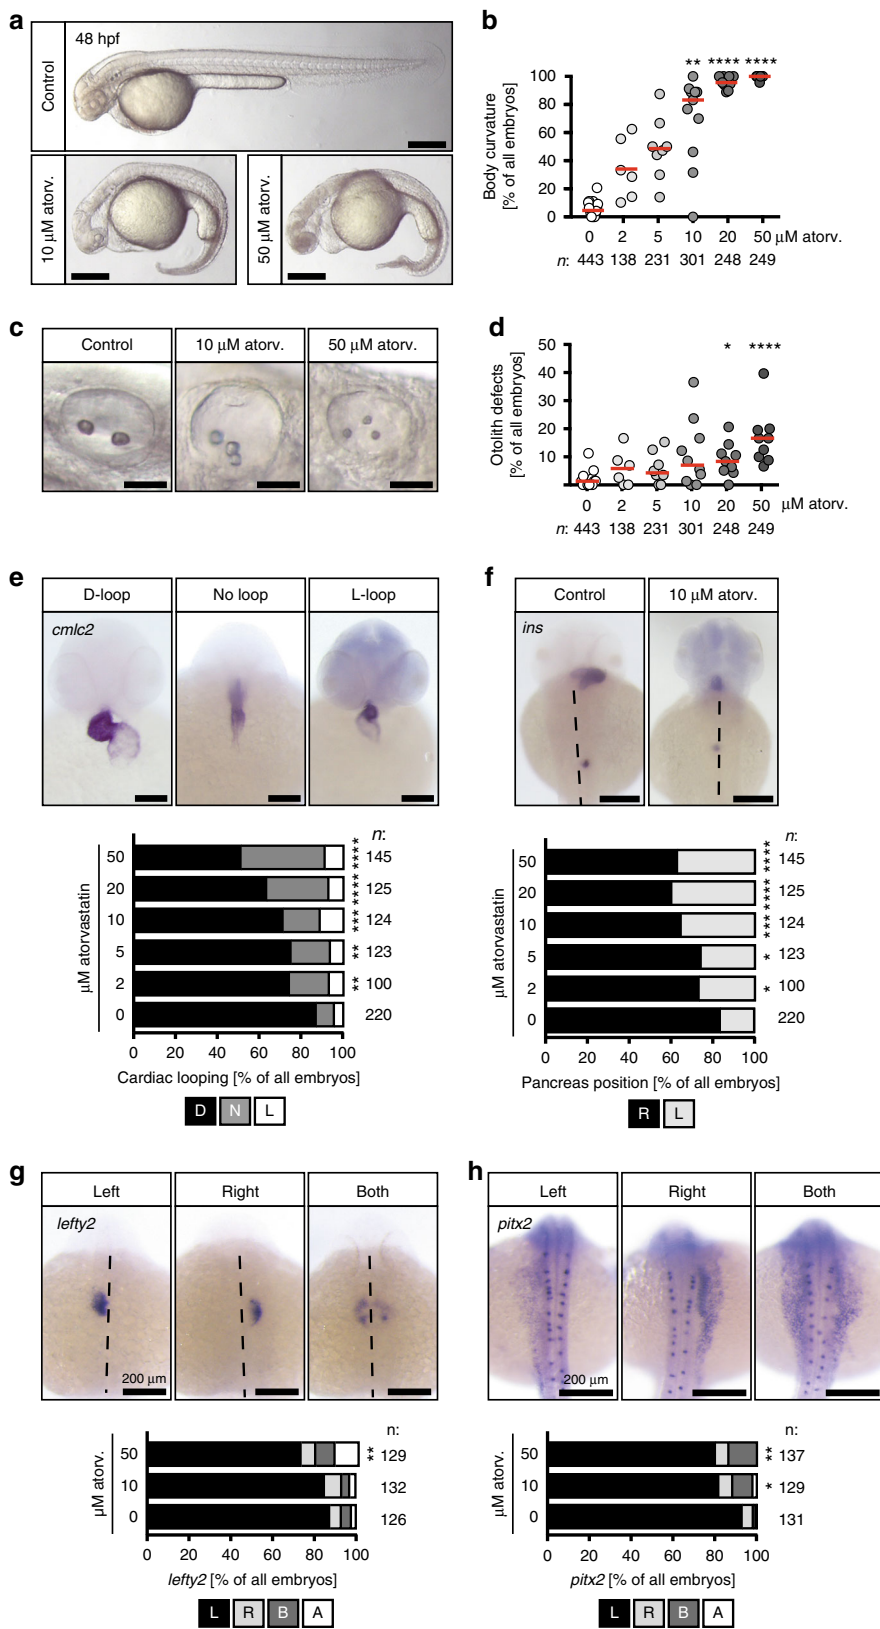 a
Control
48 hpf
10 µM atorv.
50 µM atorv.
b
Body curvature
[% of all embryos]
100
80
60
40
20
0
** **** ****
0 2 5 10 20 50 µM atorv.
n: 443 138 231 301 248 249
c
Control 10 µM atorv. 50 µM atorv.
d
Otolith defects
[% of all embryos]
50
40
30
20
10
* ****
0 2 5 10 20 50 µM atorv.
n: 443 138 231 301 248 249
e
D-loop No loop L-loop
cmlc2
µM atorvastatin
n:
50 **** 145
20 **** 125
10 **** 124
5 ** 123
2 ** 100
0 220
0 20 40 60 80 100
Cardiac looping [% of all embryos]
D N L
f
Control 10 µM atorv.
ins
µM atorvastatin
n:
50 **** 145
20 **** 125
10 **** 124
5 * 123
2 * 100
0 220
0 20 40 60 80 100
Pancreas position [% of all embryos]
R L
g
Left Right Both
lefty2
200 µm
µM atorv.
n:
50 ** 129
10 132
0 126
0 20 40 60 80 100
lefty2 [% of all embryos]
L R B A
h
Left Right Both
pitx2
200 µm
µM atorv.
n:
50 ** 137
10 * 129
0 131
0 20 40 60 80 100
pitx2 [% of all embryos]
L R B A